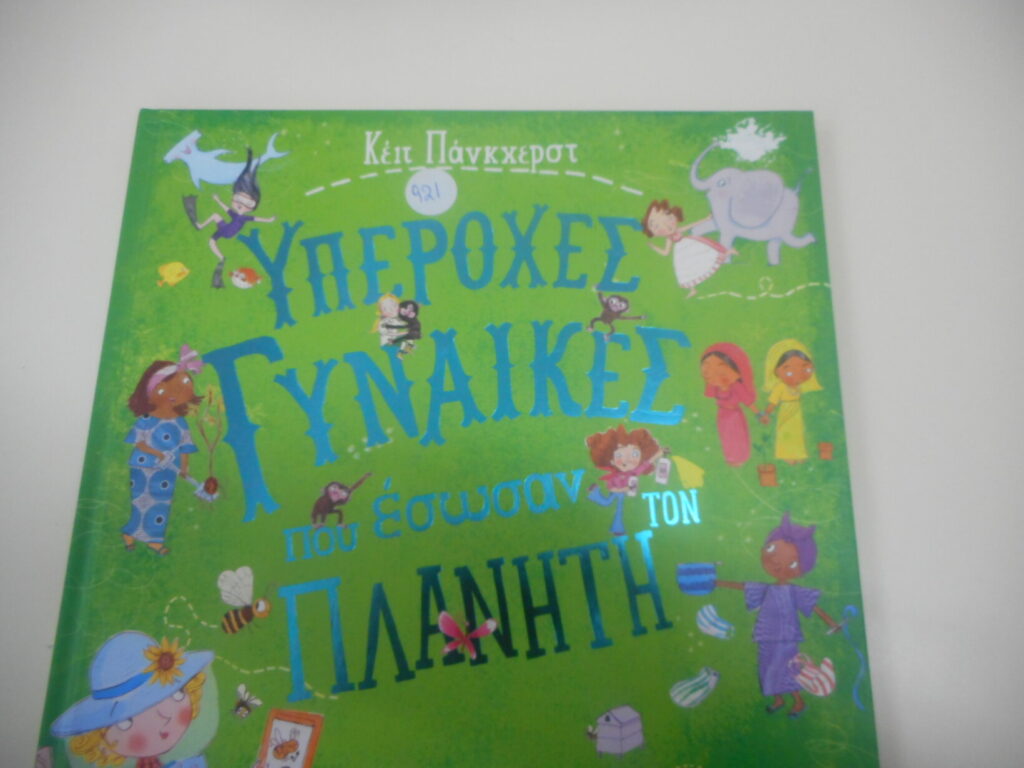 Κέιτ Πάνκχερστ
921
ΥΠΕΡΟΧΕΣ
ΓΥΝΑΙΚΕΣ
που έσωσαν τον
ΠΛΑΝΗΤΗ